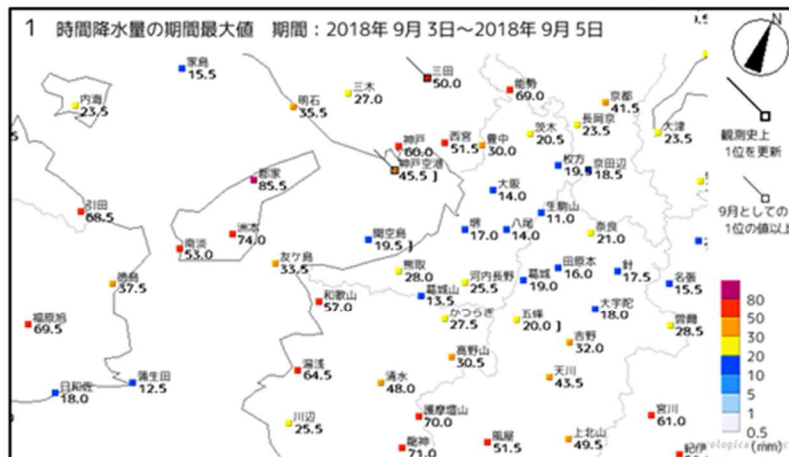 1 時間降水量の期間最大値 期間：2018年 9月 3日～2018年 9月 5日
家島
15.5
三田
50.0
内海
23.5
三木
27.0
能勢
69.0
明石
35.5
京都
41.5
長岡京
23.5
茨木
20.5
大津
23.5
観測史上
1位を更新
神戸
60.0
西宮
51.5
豊中
30.0
神戸空港
45.5 ]
枚方
19.5
京田辺
18.5
郡家
85.5
大阪
14.0
9月としての
1位の値以上
引田
68.5
生駒山
11.0
洲本
74.0
南淡
53.0
関空島
19.5 ]
堺
17.0
八尾
14.0
奈良
21.0
友ケ島
33.5
熊取
28.0
田原本
16.0
針
17.5
徳島
37.5
河内長野
25.5
葛城
19.0
名張
15.5
葛城山
13.5
和歌山
57.0
大宇陀
18.0
80
福原旭
69.5
かつらぎ
27.5
五條
20.0 ]
曽爾
28.5
50
吉野
32.0
30
高野山
30.5
20
湯浅
64.5
清水
48.0
天川
43.5
10
日和佐
18.0
蒲生田
12.5
5
川辺
25.5
護摩壇山
70.0
宮川
61.0
1
0.5
龍神
71.0
風屋
51.5
上北山
49.5
(mm)